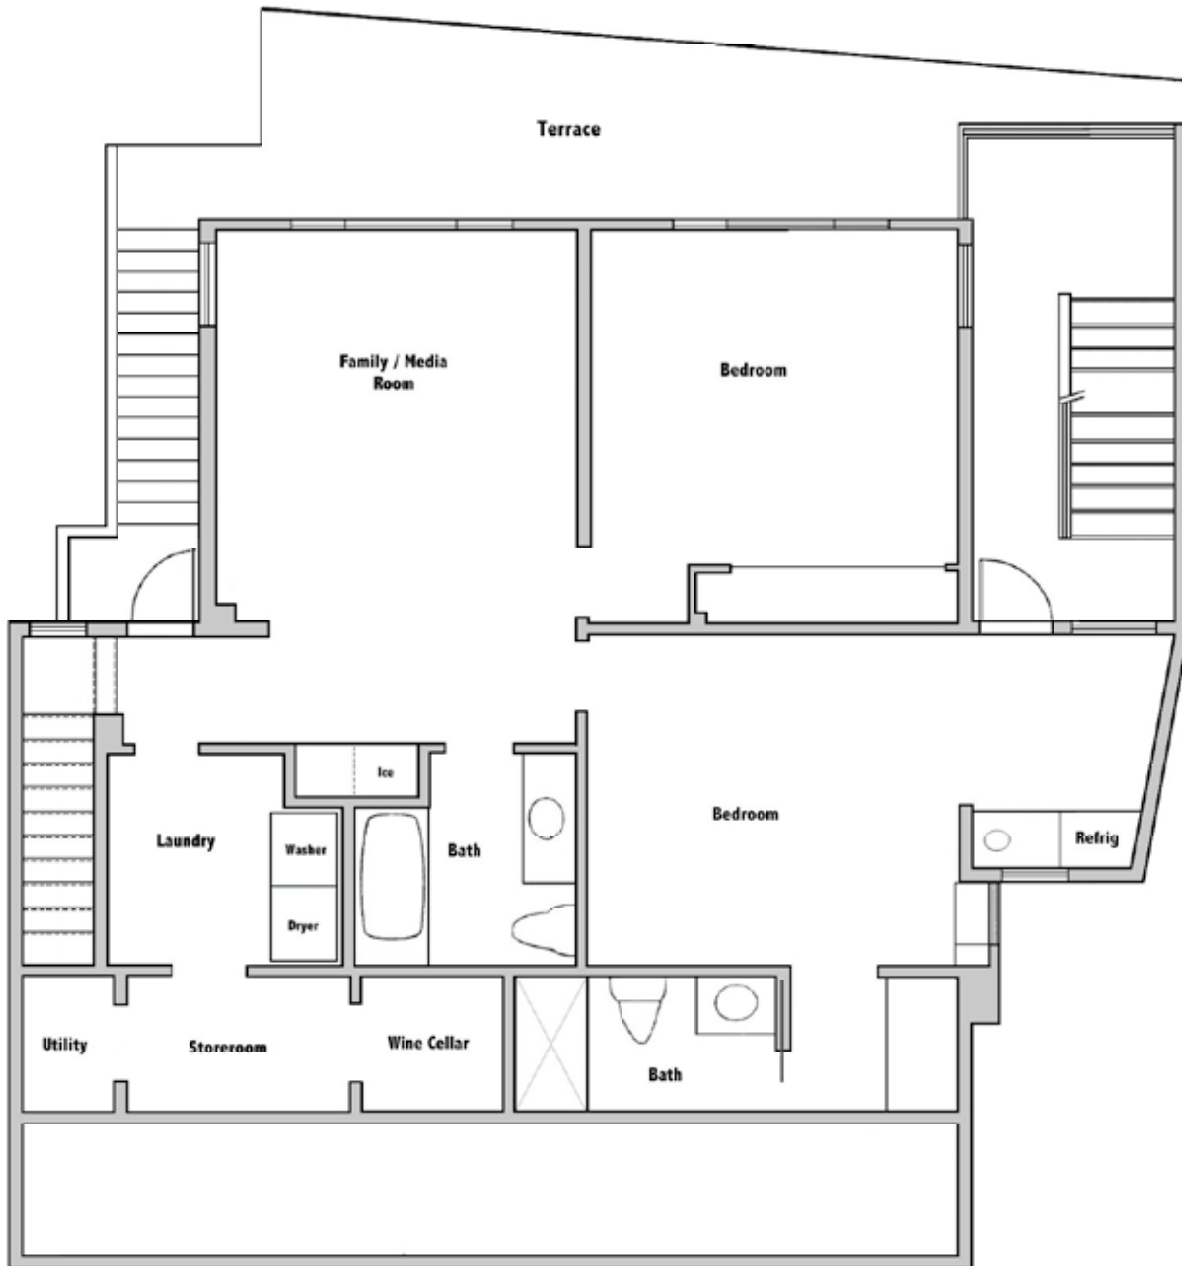 Terrace
Family / Media
Room
Bedroom
Ice
Laundry
Washer
Bath
Bedroom
Refrig
Dryer
Utility
Storeroom
Wine Cellar
Bath